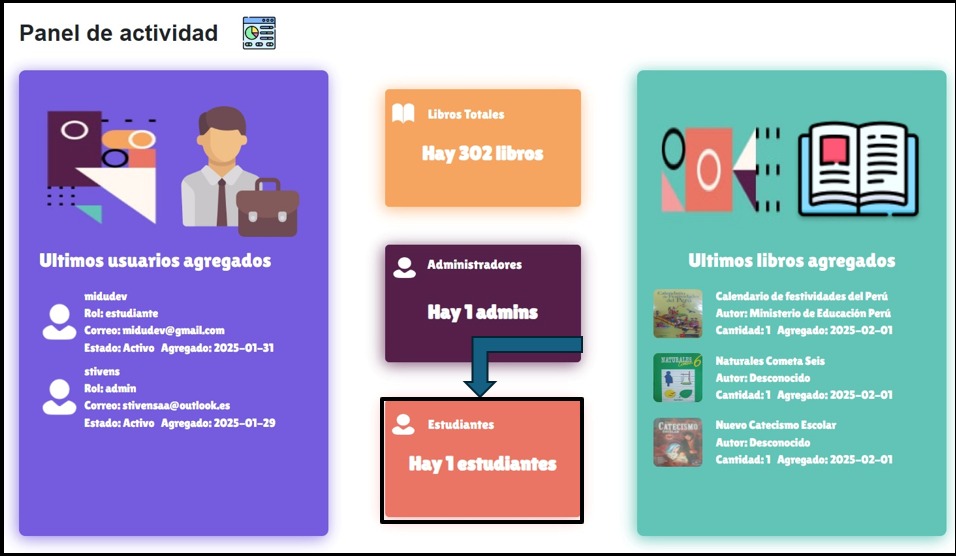 Panel de actividad
Ultimos usuarios agregados
midudev
Rol: estudiante
Correo: midudev@gmail.com
Estado: Activo Agregado: 2025-01-31
stivens
Rol: admin
Correo: stivensaa@outlook.es
Estado: Activo Agregado: 2025-01-29
Libros Totales
Hay 302 libros
Administradores
Hay 1 admins
Estudiantes
Hay 1 estudiantes
Ultimos libros agregados
Calendario de festividades del Perú
Autor: Ministerio de Educación Perú
Cantidad: 1 Agregado: 2025-02-01
NATURALES
6
Naturales Cometa Seis
Autor: Desconocido
Cantidad: 1 Agregado: 2025-02-01
CATECISMO
Nuevo Catecismo Escolar
Autor: Desconocido
Cantidad: 1 Agregado: 2025-02-01